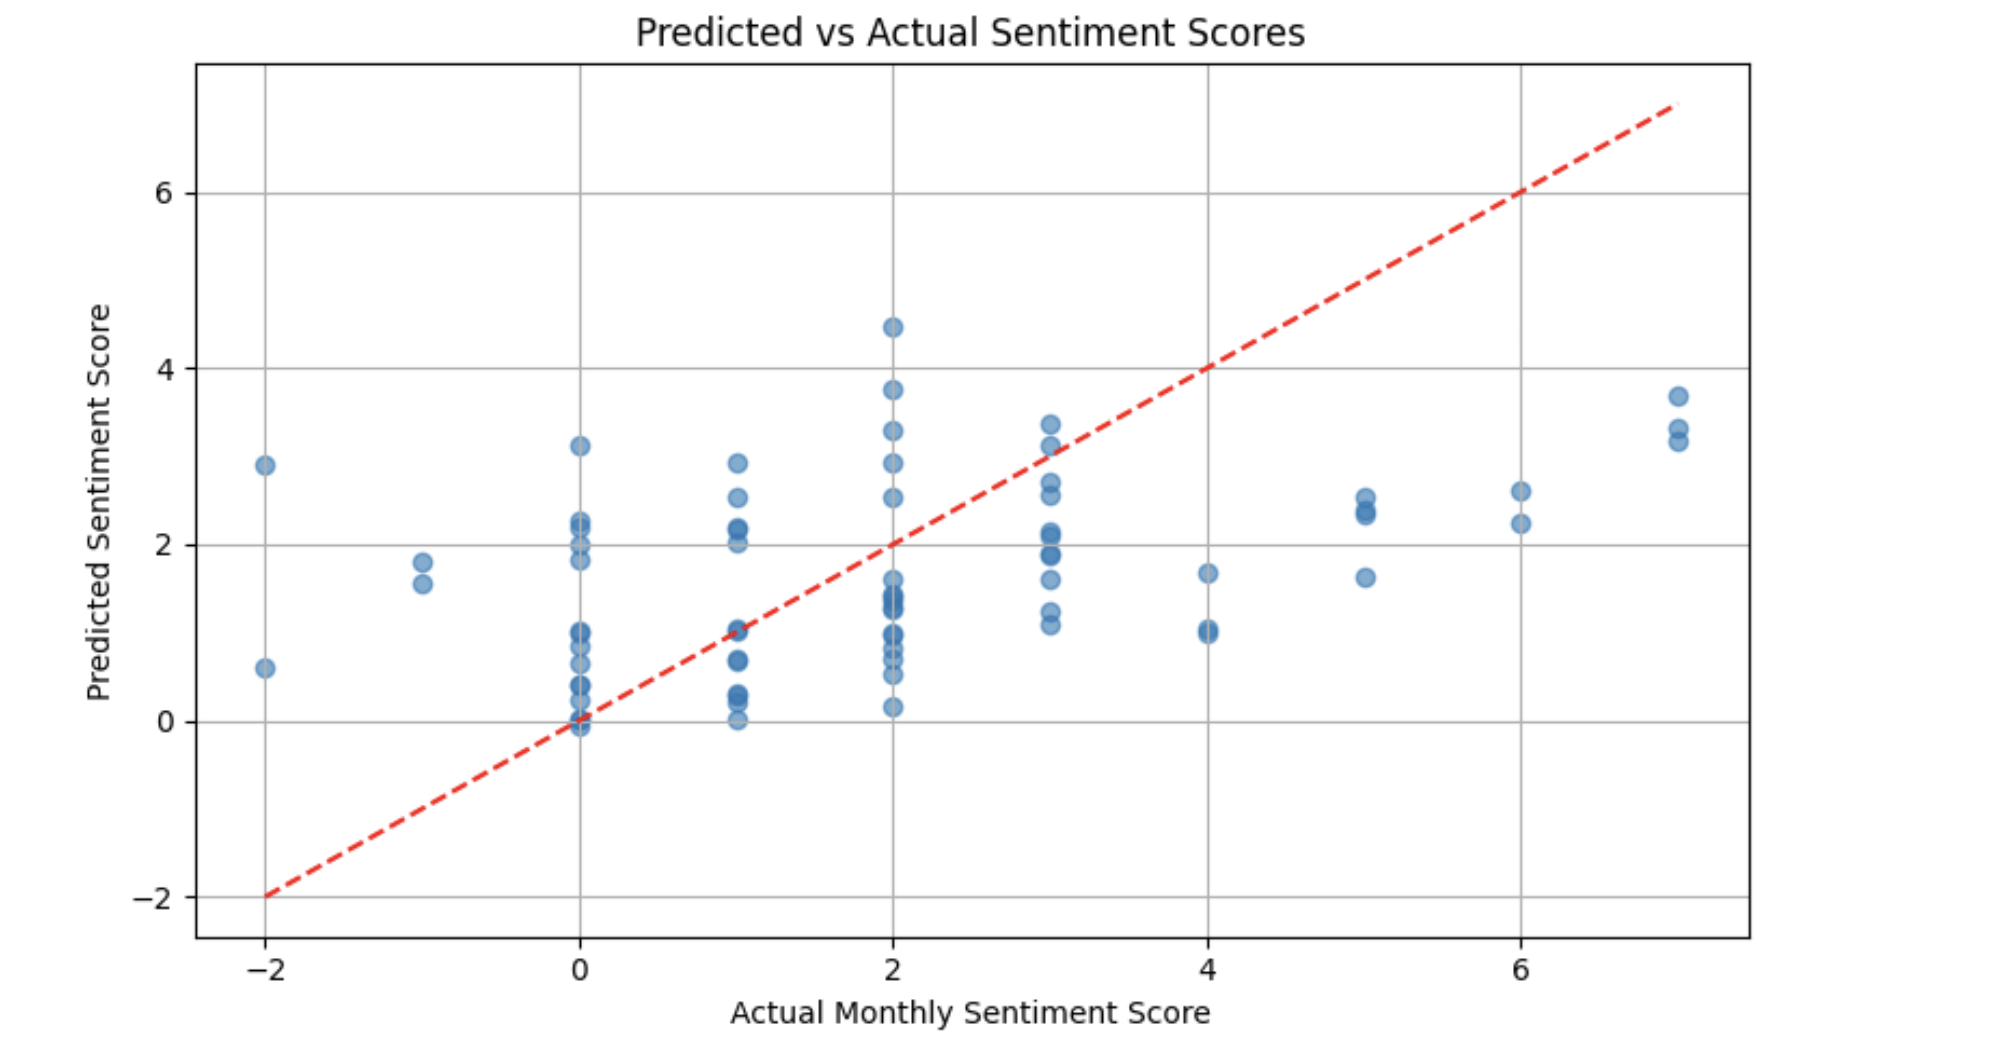 Predicted vs Actual Sentiment Scores
Predicted Sentiment Score
6
4
2
0
−2
−2 0 2 4 6
Actual Monthly Sentiment Score